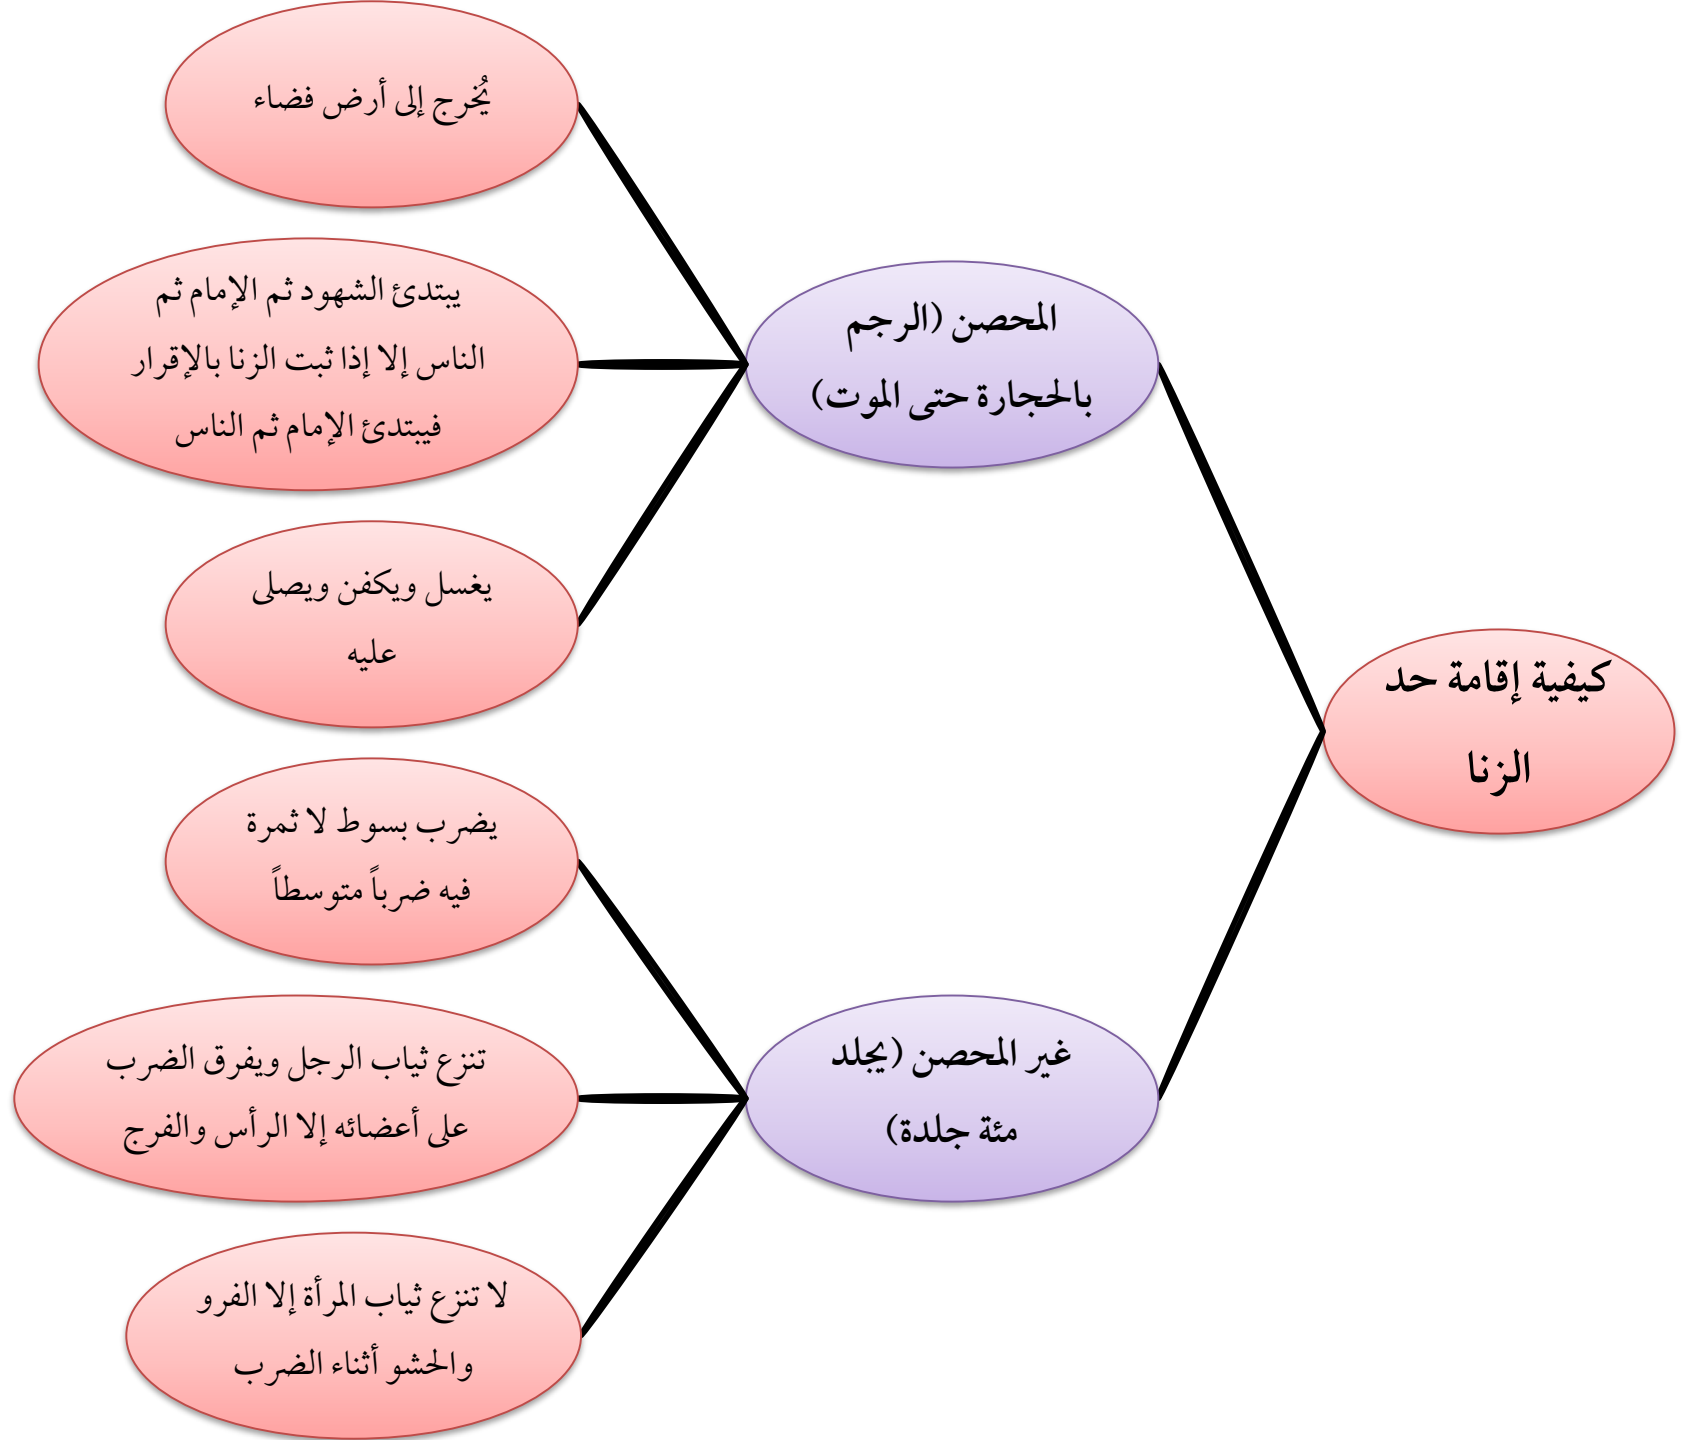 كيفية إقامة حد
الزنا
المحصن (الرجم
بالحجارة حتى الموت)
يُخرج إلى أرض فضاء
يبتدئ الشهود ثم الإمام ثم
الناس إلا إذا ثبت الزنا بالإقرار
فيبتدئ الإمام ثم الناس
يغسل ويكفن ويصلى
عليه
غير المحصن (يجلد
مئة جلدة)
يضرب بسوط لا ثمرة
فيه ضرباً متوسطاً
تنزع ثياب الرجل ويفرق الضرب
على أعضائه إلا الرأس والفرج
لا تنزع ثياب المرأة إلا الفرو
والحشو أثناء الضرب